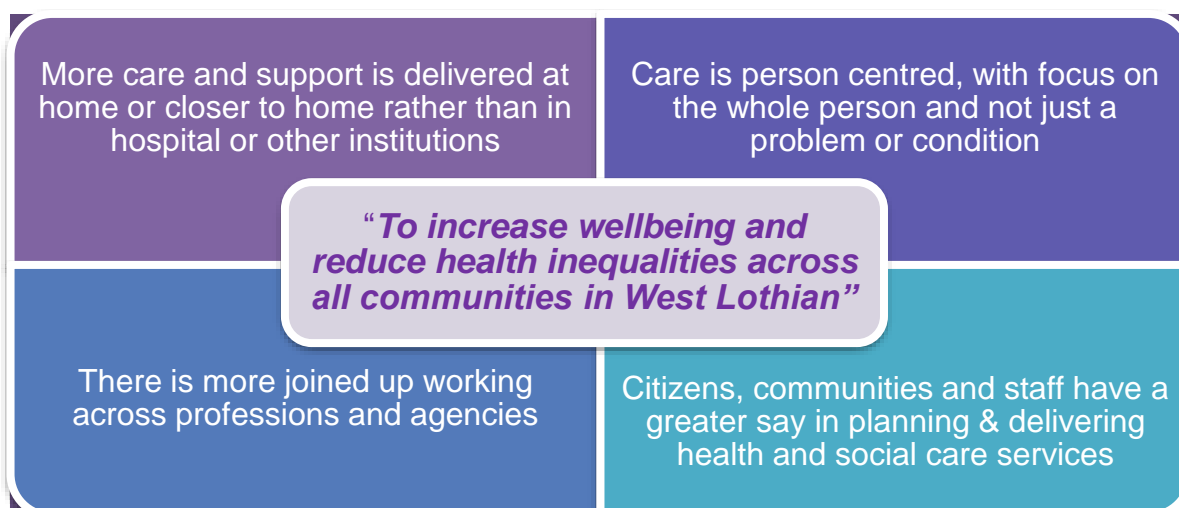 More care and support is delivered at
home or closer to home rather than in
hospital or other institutions
Care is person centred, with focus on
the whole person and not just a
problem or condition
“To increase wellbeing and
reduce health inequalities across
all communities in West Lothian”
There is more joined up working
across professions and agencies
Citizens, communities and staff have a
greater say in planning & delivering
health and social care services